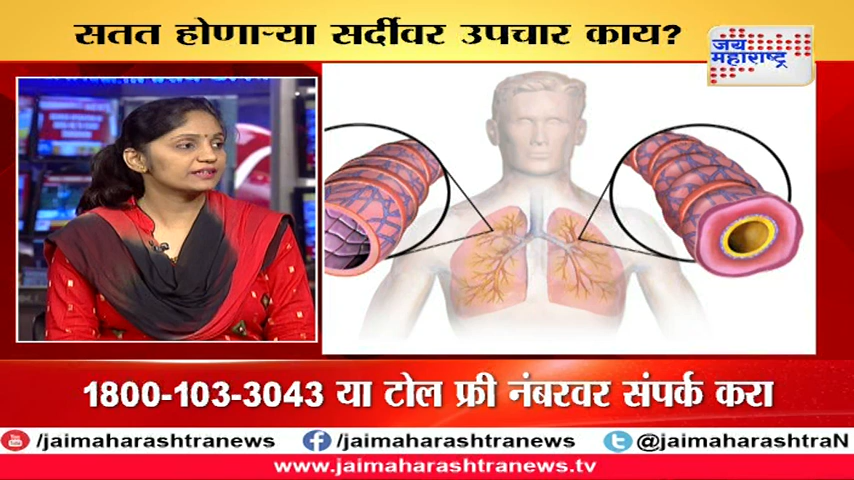 सतत होणाऱ्या सर्दीवर उपचार काय?
जय
महाराष्ट्र
1800-103-3043 या टोल फ्री नंबरवर संपर्क करा
/jaimaharashtranews
/jaimaharashtranews
@jaimaharashtraN
www.jaimaharashtranews.tv